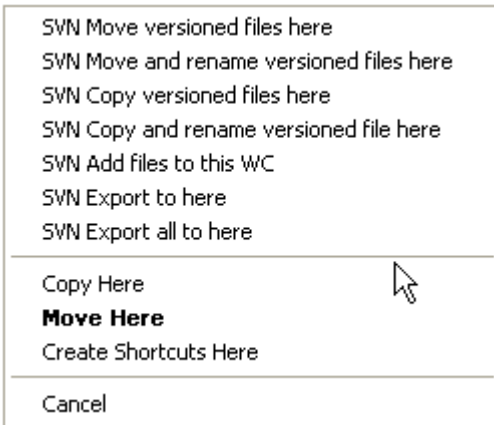 SVN Move versioned files here
SVN Move and rename versioned files here
SVN Copy versioned files here
SVN Copy and rename versioned file here
SVN Add files to this WC
SVN Export to here
SVN Export all to here
Copy Here
Move Here
Create Shortcuts Here
Cancel